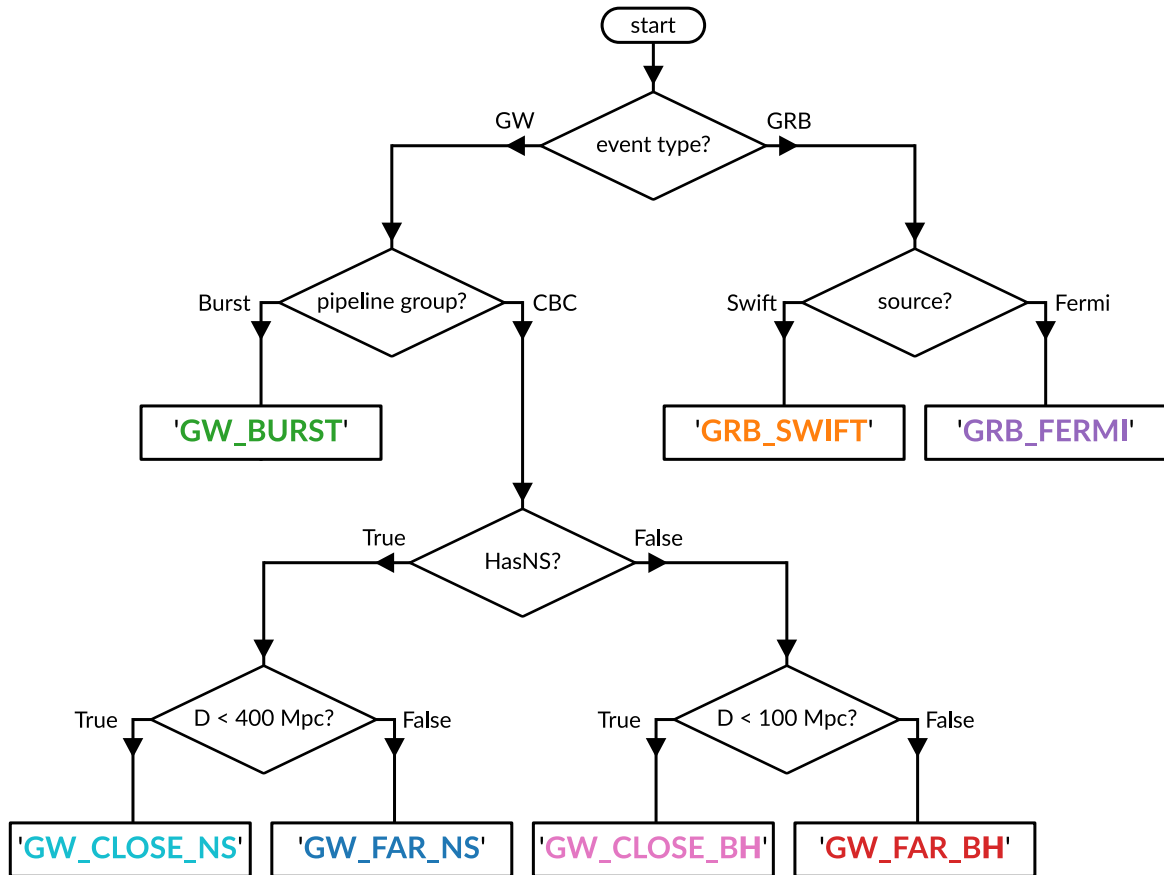 start
GW
event type?
GRB
Burst
pipeline group?
CBC
Swift
source?
Fermi
'GW_BURST'
'GRB_SWIFT'
'GRB_FERMI'
True
HasNS?
False
True
D < 400 Mpc?
False
True
D < 100 Mpc?
False
'GW_CLOSE_NS'
'GW_FAR_NS'
'GW_CLOSE_BH'
'GW_FAR_BH'